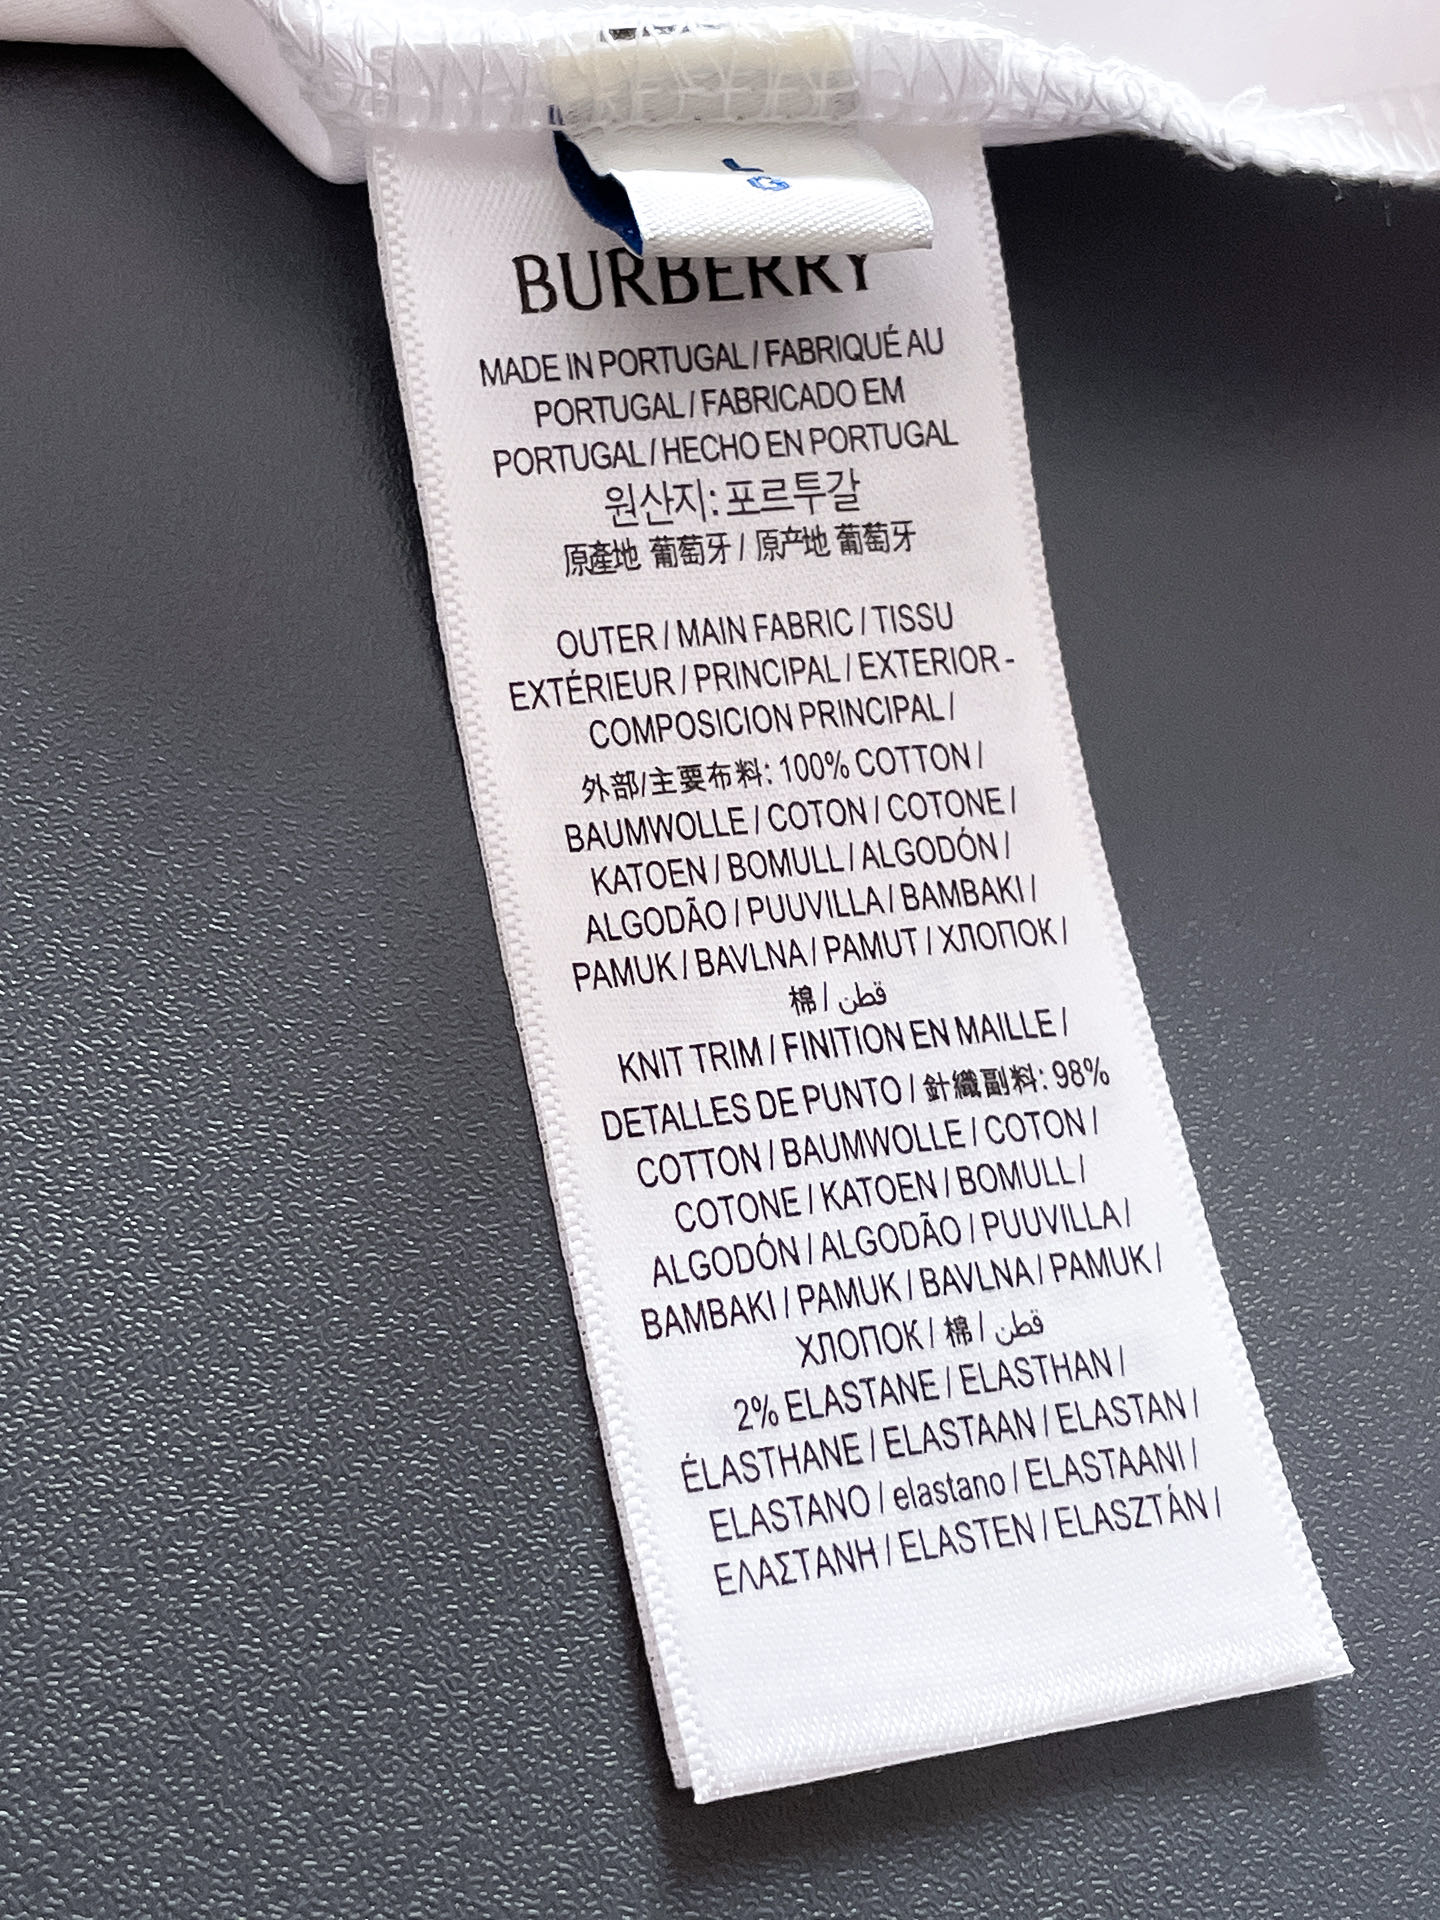 L
G
BURBERRY
MADE IN PORTUGAL / FABRIQUÉ AU
PORTUGAL / FABRICADO EM
PORTUGAL / HECHO EN PORTUGAL
원산지: 포르투갈
原產地 葡萄牙 / 原产地 葡萄牙
OUTER / MAIN FABRIC / TISSU
EXTÉRIEUR / PRINCIPAL / EXTERIOR -
COMPOSICION PRINCIPAL /
外部/主要布料: 100% COTTON /
BAUMWOLLE / COTON / COTONE /
KATOEN / BOMULL / ALGODÓN /
ALGODÃO / PUUVILLA / BAMBAKI /
PAMUK / BAVLNA / PAMUT / ХЛОПОК /
棉 / قطن
KNIT TRIM / FINITION EN MAILLE /
DETALLES DE PUNTO / 針織副料: 98%
COTTON / BAUMWOLLE / COTON /
COTONE / KATOEN / BOMULL /
ALGODÓN / ALGODÃO / PUUVILLA /
BAMBAKI / PAMUK / BAVLNA / PAMUK /
ХЛОПОК / 棉 / قطن
2% ELASTANE / ELASTHAN /
ÉLASTHANE / ELASTAAN / ELASTAN /
ELASTANO / elastano / ELASTAANI /
ΕΛΑΣΤΑΝΗ / ELASTEN / ELASZTÁN /